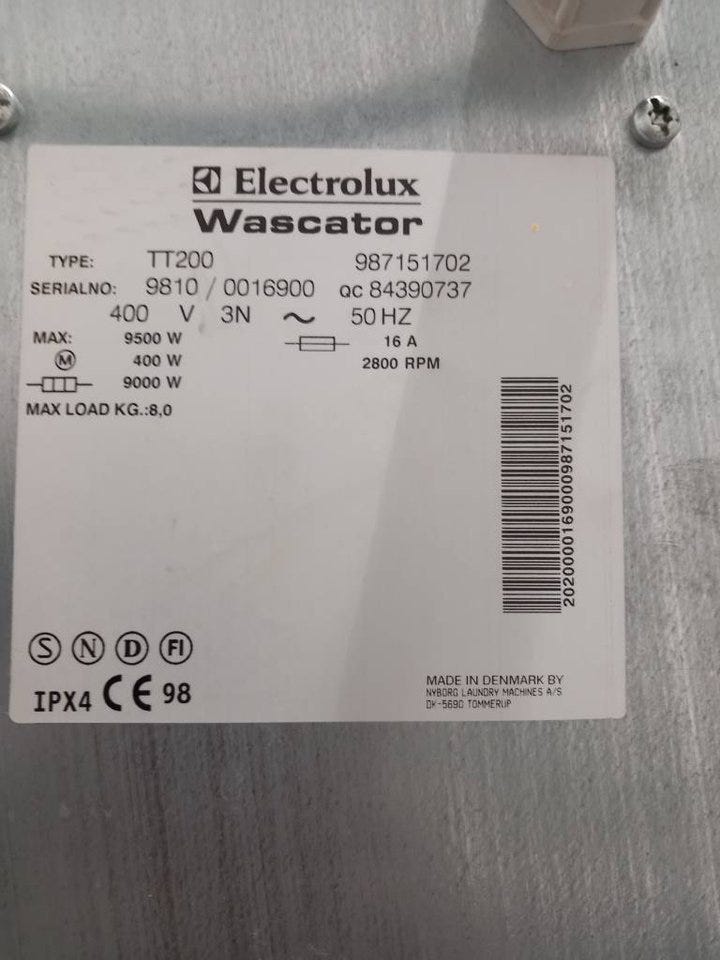 Electrolux
Wascator
TYPE: TT200 987151702
SERIALNO: 9810 / 0016900 QC 84390737
400 V 3N ~ 50 HZ
MAX: 9500 W 16 A
M 400 W 2800 RPM
9000 W
MAX LOAD KG.:8,0
2020000169000987151702
S N D FI
IPX4 CE 98
MADE IN DENMARK BY
NYBORG LAUNDRY MACHINES A/S
DK-5690 TOMMERUP